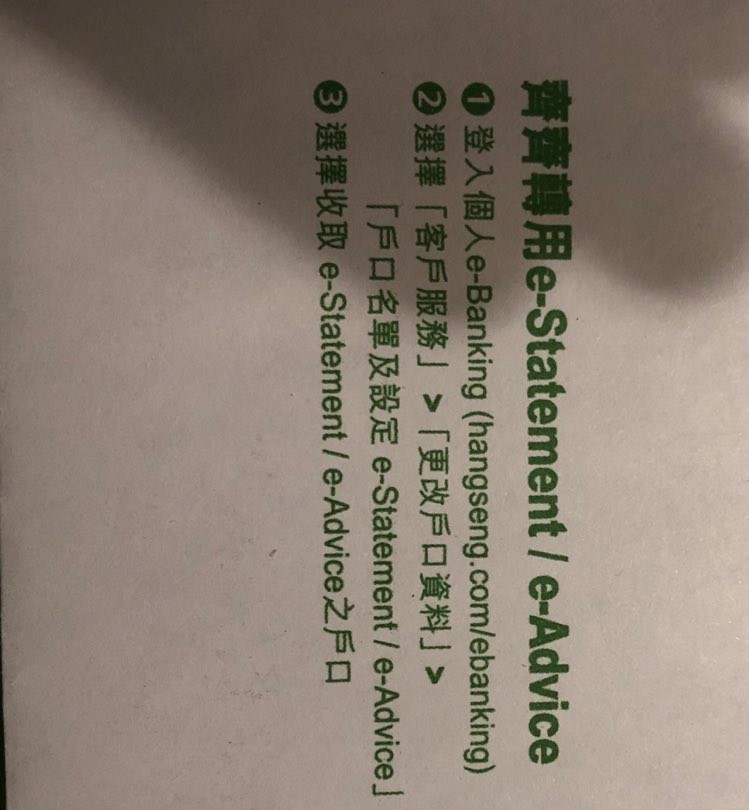 齊齊轉用e-Statement / e-Advice
❶ 登入個人e-Banking (hangseng.com/ebanking)
❷ 選擇「客戶服務」>「更改戶口資料」>
「戶口名單及設定 e-Statement / e-Advice」
❸ 選擇收取 e-Statement / e-Advice之戶口